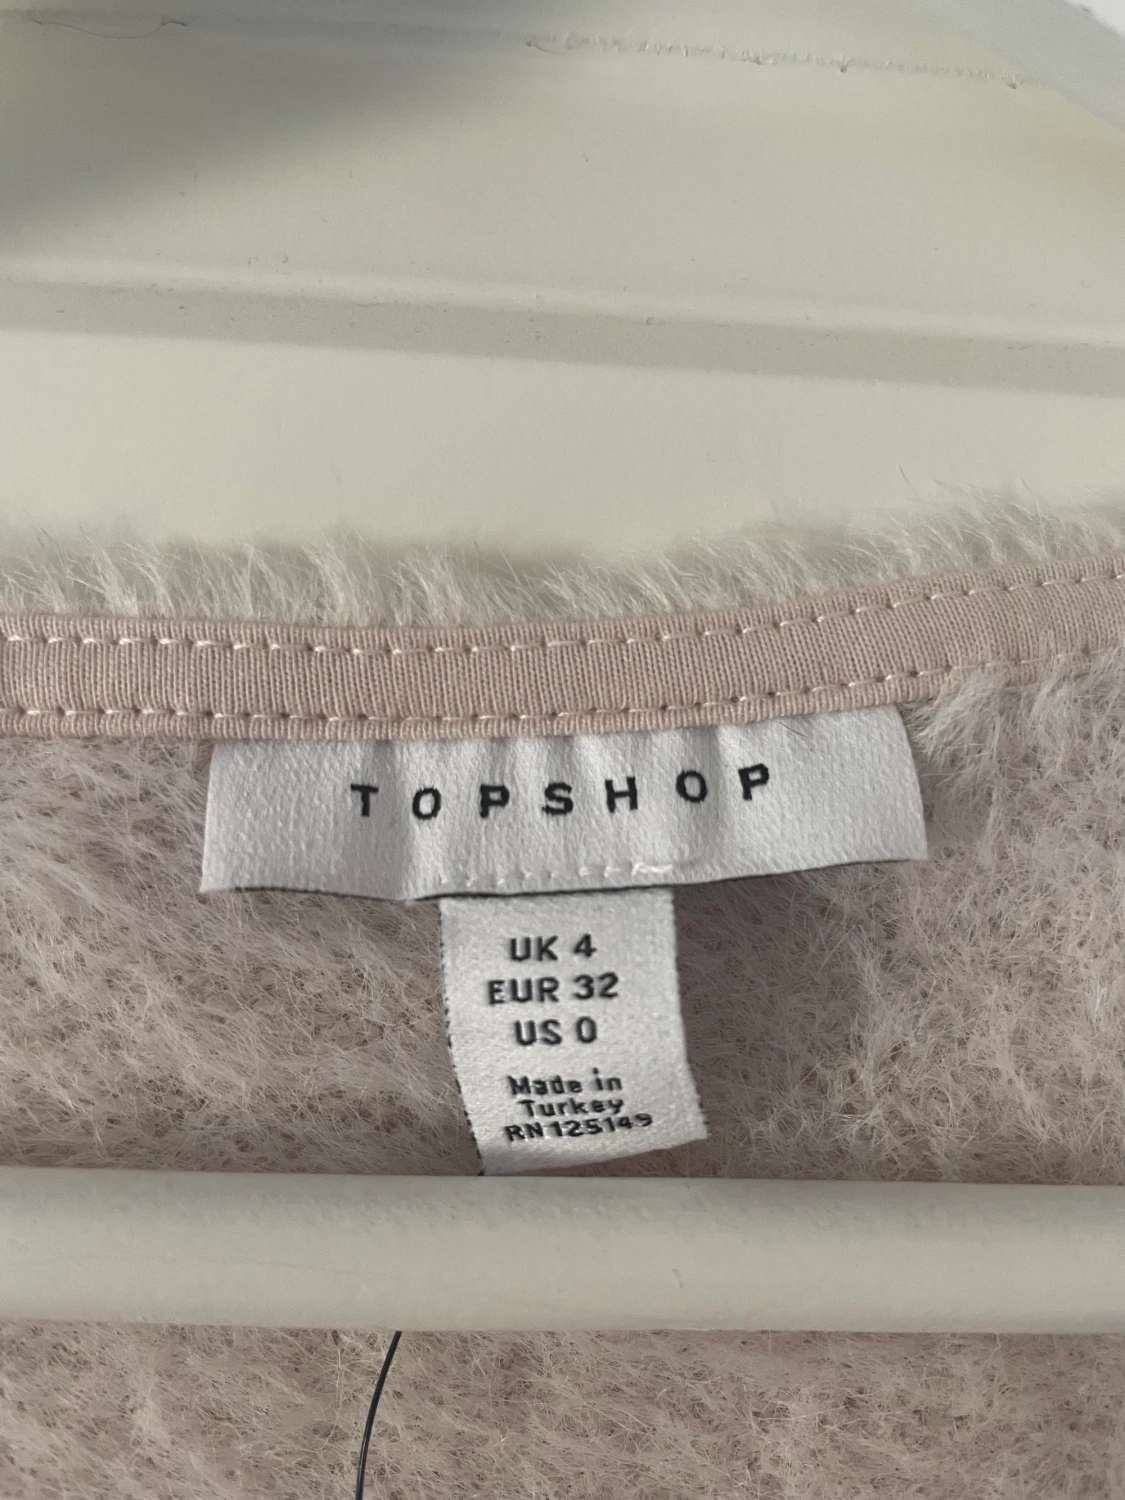 TOPSHOP
UK 4
EUR 32
US 0
Made in
Turkey
RN125149